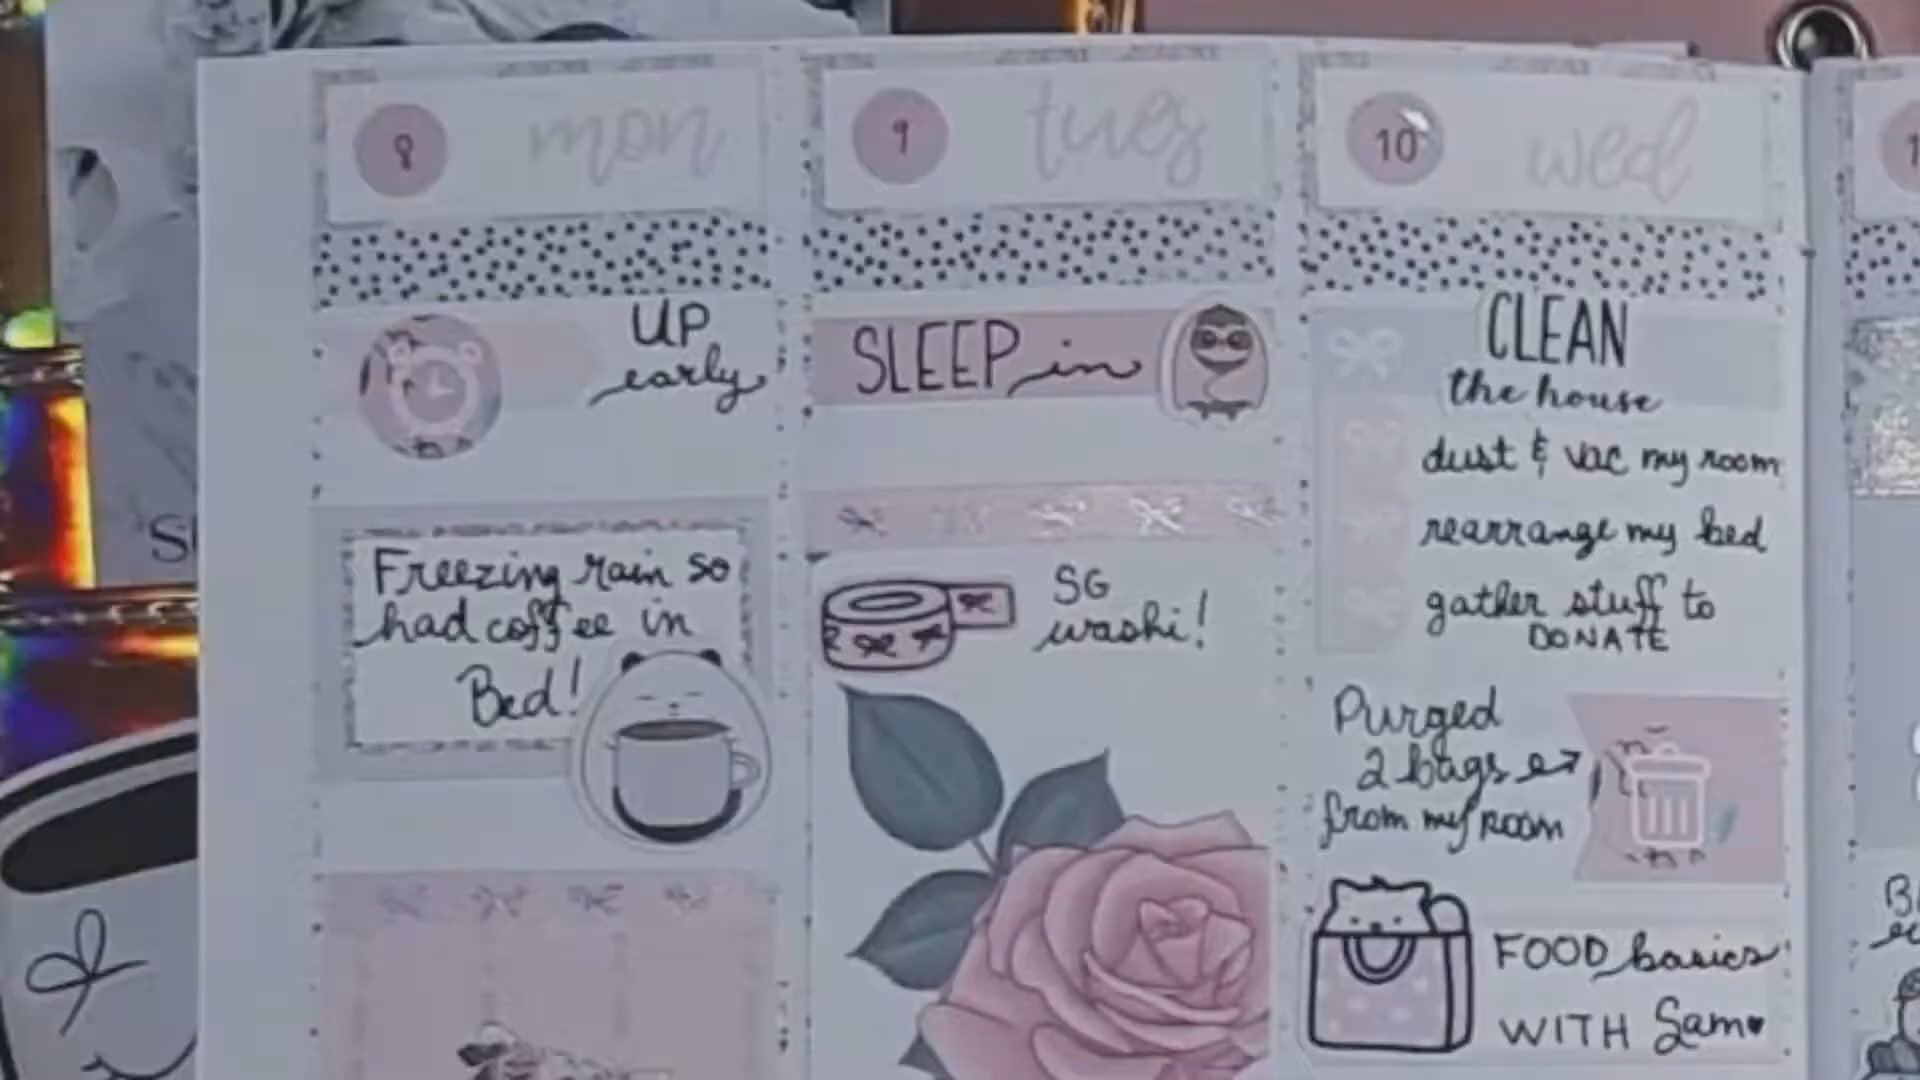 8 mon
UP
early
Freezing rain so
had coffee in
Bed!
9 tues
SLEEP in
SG
washi!
10 wed
CLEAN
the house
dust & vac my room
rearrange my bed
gather stuff to
DONATE
Purged
2 bags
from my room
FOOD basics
WITH Sam